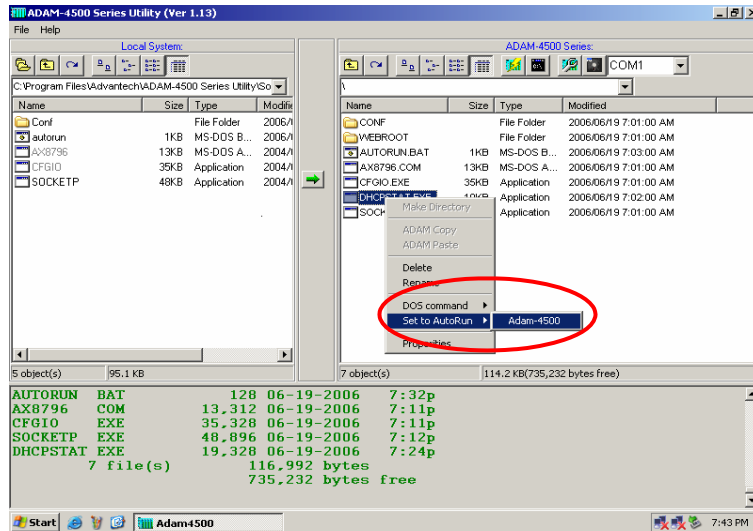 ADAM-4500 Series Utility (Ver 1.13)
File Help
Local System:
ADAM-4500 Series:
COM1
C:\Program Files\Advantech\ADAM-4500 Series Utility\So
\
Name Size Type Modifie
Conf File Folder 2006/
autorun 1KB MS-DOS B... 2006/
AX8796 13KB MS-DOS A... 2004/
CFGIO 35KB Application 2004/
SOCKETP 48KB Application 2004/
Name Size Type Modified
CONF File Folder 2006/06/19 7:01:00 AM
WEBROOT File Folder 2006/06/19 7:01:00 AM
AUTORUN.BAT 1KB MS-DOS B... 2006/06/19 7:03:00 AM
AX8796.COM 13KB MS-DOS A... 2006/06/19 7:01:00 AM
CFGIO.EXE 35KB Application 2006/06/19 7:01:00 AM
DHCPSTAT.EXE 19KB Application 2006/06/19 7:02:00 AM
SOCK Application 2006/06/19 7:01:00 AM
Make Directory
ADAM Copy
ADAM Paste
Delete
Rename
DOS command
Set to AutoRun
Adam-4500
Properties
5 object(s) 95.1 KB
7 object(s) 114.2 KB(735,232 bytes free)
AUTORUN BAT 128 06-19-2006 7:32p
AX8796 COM 13,312 06-19-2006 7:11p
CFGIO EXE 35,328 06-19-2006 7:11p
SOCKETP EXE 48,896 06-19-2006 7:12p
DHCPSTAT EXE 19,328 06-19-2006 7:24p
7 file(s) 116,992 bytes
735,232 bytes free
Start
Adam4500
7:43 PM